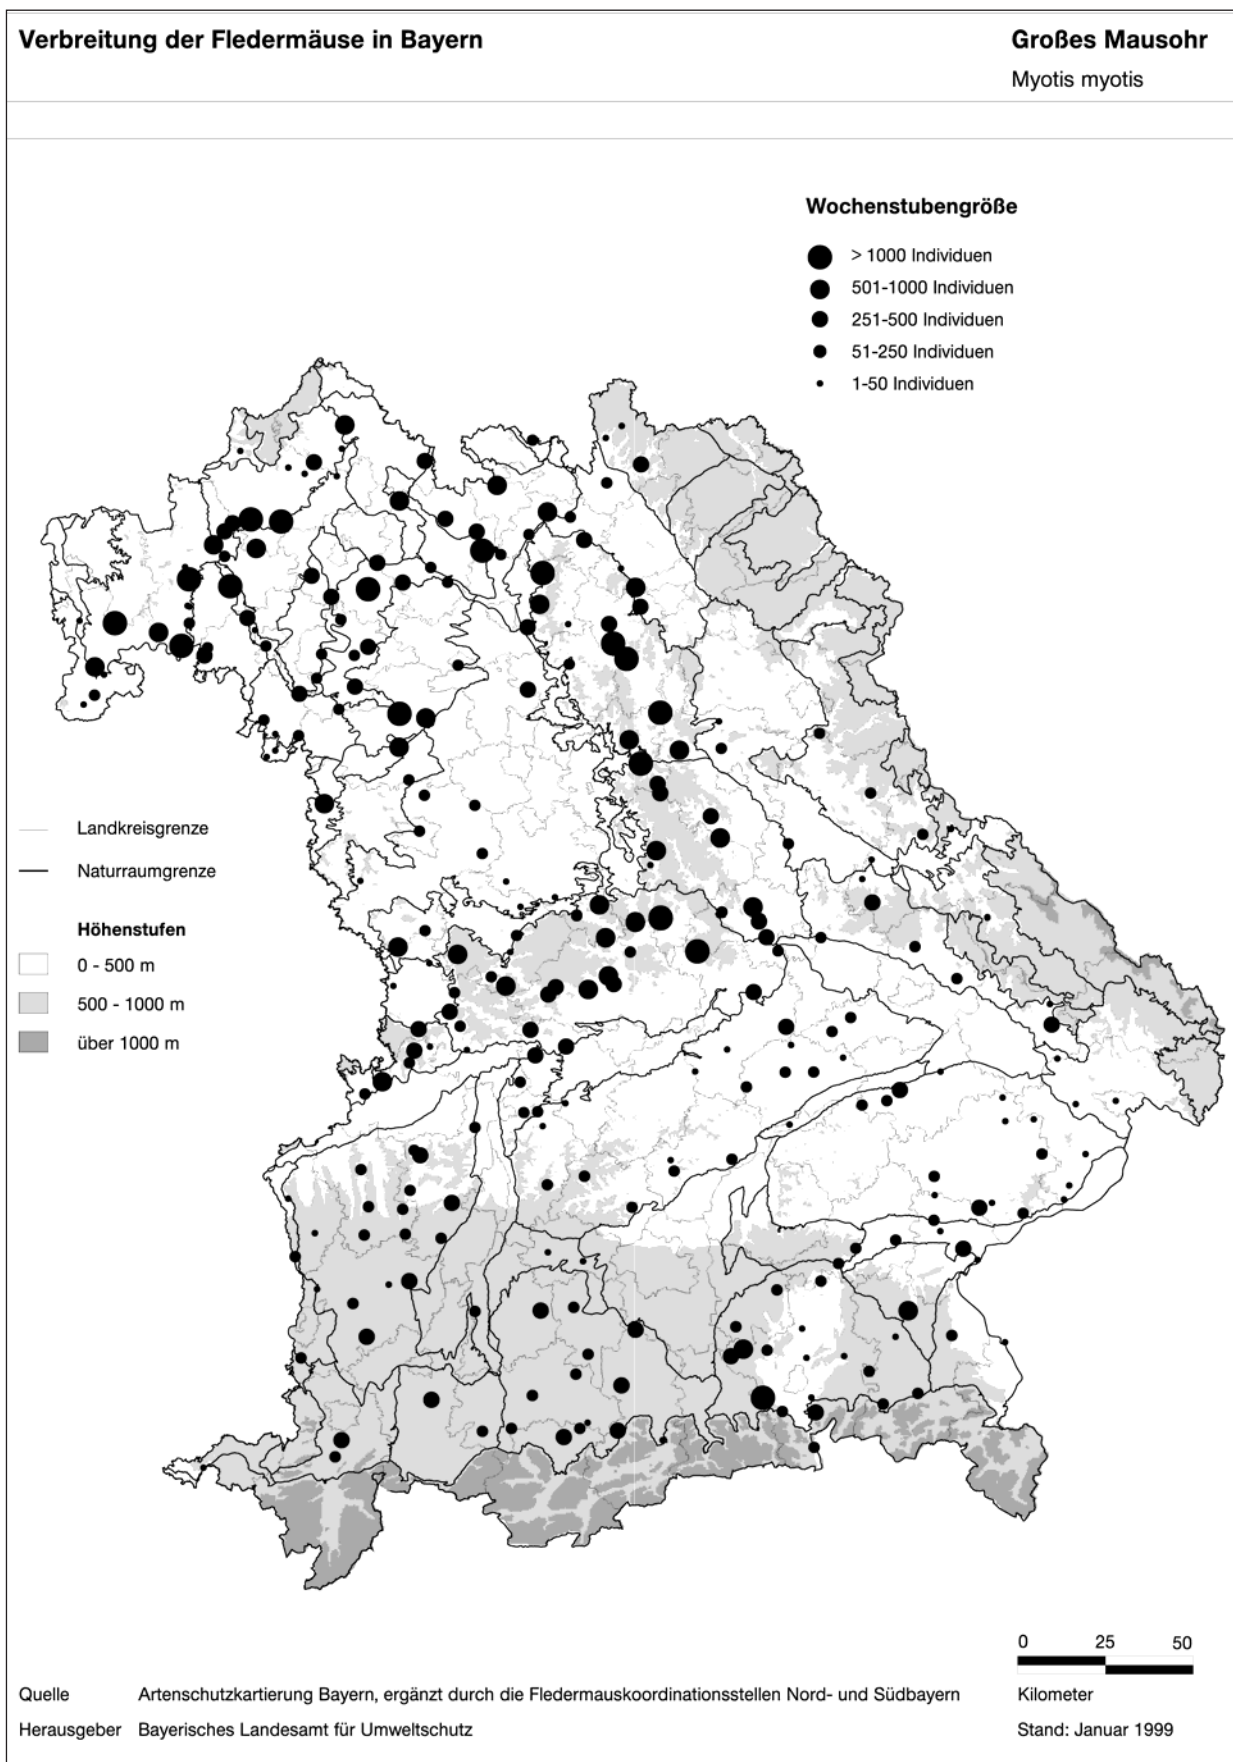 Verbreitung der Fledermäuse in Bayern
Großes Mausohr
Myotis myotis
Wochenstubengröße
> 1000 Individuen
501-1000 Individuen
251-500 Individuen
51-250 Individuen
1-50 Individuen
Landkreisgrenze
Naturraumgrenze
Höhenstufen
0 - 500 m
500 - 1000 m
über 1000 m
0 25 50
Kilometer
Quelle Artenschutzkartierung Bayern, ergänzt durch die Fledermauskoordinationsstellen Nord- und Südbayern
Herausgeber Bayerisches Landesamt für Umweltschutz
Stand: Januar 1999